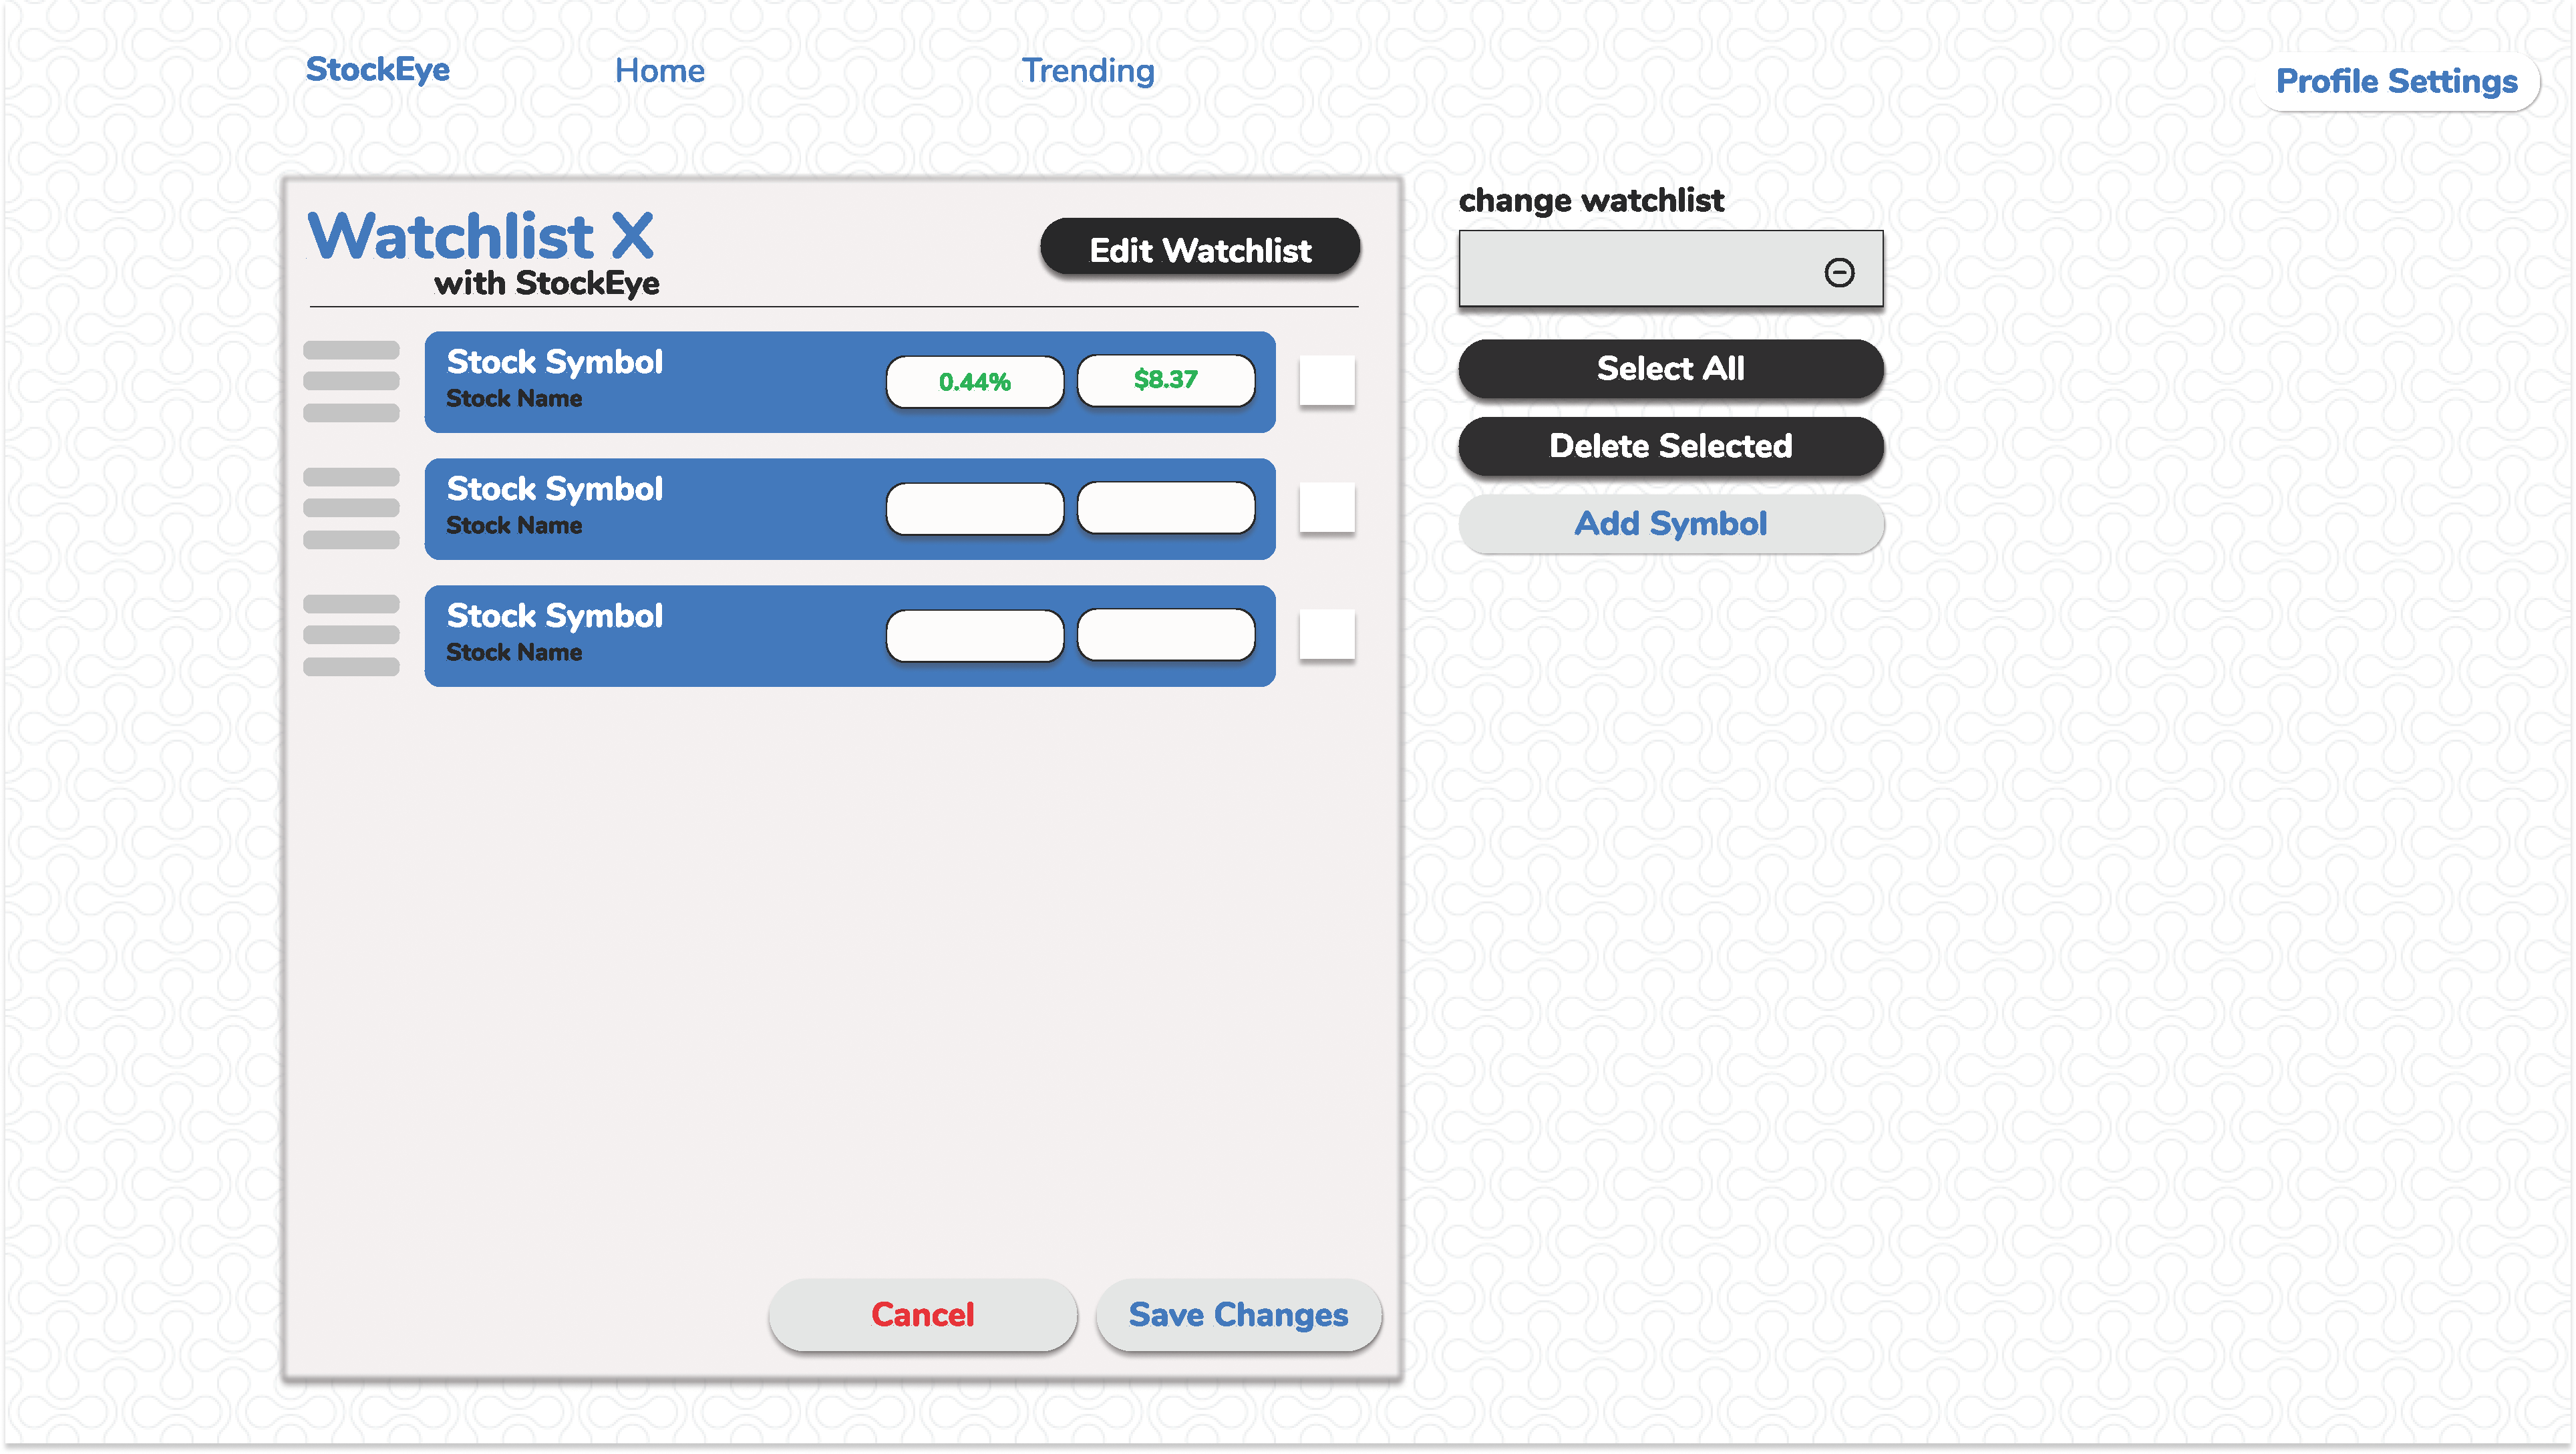 StockEye
Home
Trending
Profile Settings
Watchlist X
with StockEye
Edit Watchlist
Stock Symbol
Stock Name
0.44%
$8.37
Stock Symbol
Stock Name
Stock Symbol
Stock Name
Cancel
Save Changes
change watchlist
Select All
Delete Selected
Add Symbol